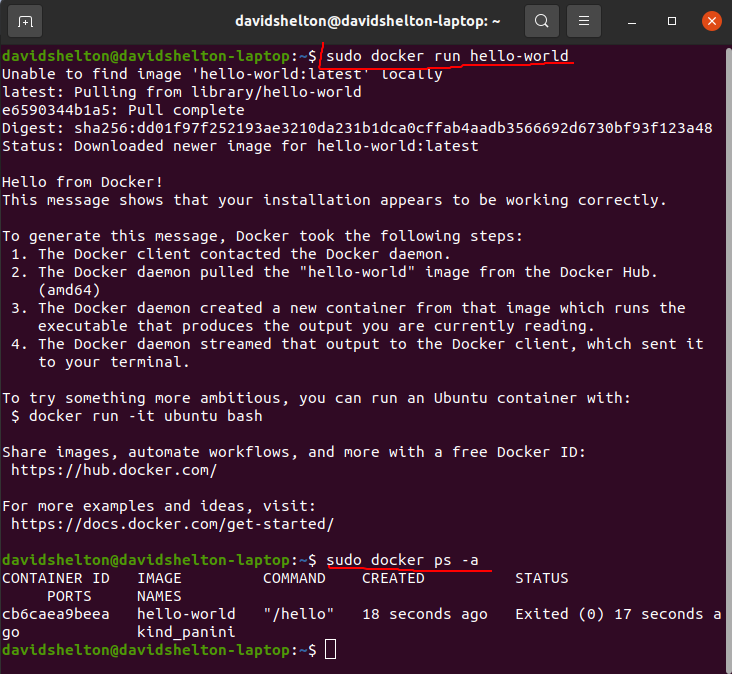 davidshelton@davidshelton-laptop: ~
davidshelton@davidshelton-laptop:~$ sudo docker run hello-world
Unable to find image 'hello-world:latest' locally
latest: Pulling from library/hello-world
e6590344b1a5: Pull complete
Digest: sha256:dd01f97f252193ae3210da231b1dca0cffab4aadb3566692d6730bf93f123a48
Status: Downloaded newer image for hello-world:latest
Hello from Docker!
This message shows that your installation appears to be working correctly.
To generate this message, Docker took the following steps:
1. The Docker client contacted the Docker daemon.
2. The Docker daemon pulled the "hello-world" image from the Docker Hub.
(amd64)
3. The Docker daemon created a new container from that image which runs the
executable that produces the output you are currently reading.
4. The Docker daemon streamed that output to the Docker client, which sent it
to your terminal.
To try something more ambitious, you can run an Ubuntu container with:
$ docker run -it ubuntu bash
Share images, automate workflows, and more with a free Docker ID:
https://hub.docker.com/
For more examples and ideas, visit:
https://docs.docker.com/get-started/
davidshelton@davidshelton-laptop:~$ sudo docker ps -a
CONTAINER ID   IMAGE         COMMAND    CREATED          STATUS
PORTS     NAMES
cb6caea9beea   hello-world   "/hello"   18 seconds ago   Exited (0) 17 seconds a
go             kind_panini
davidshelton@davidshelton-laptop:~$